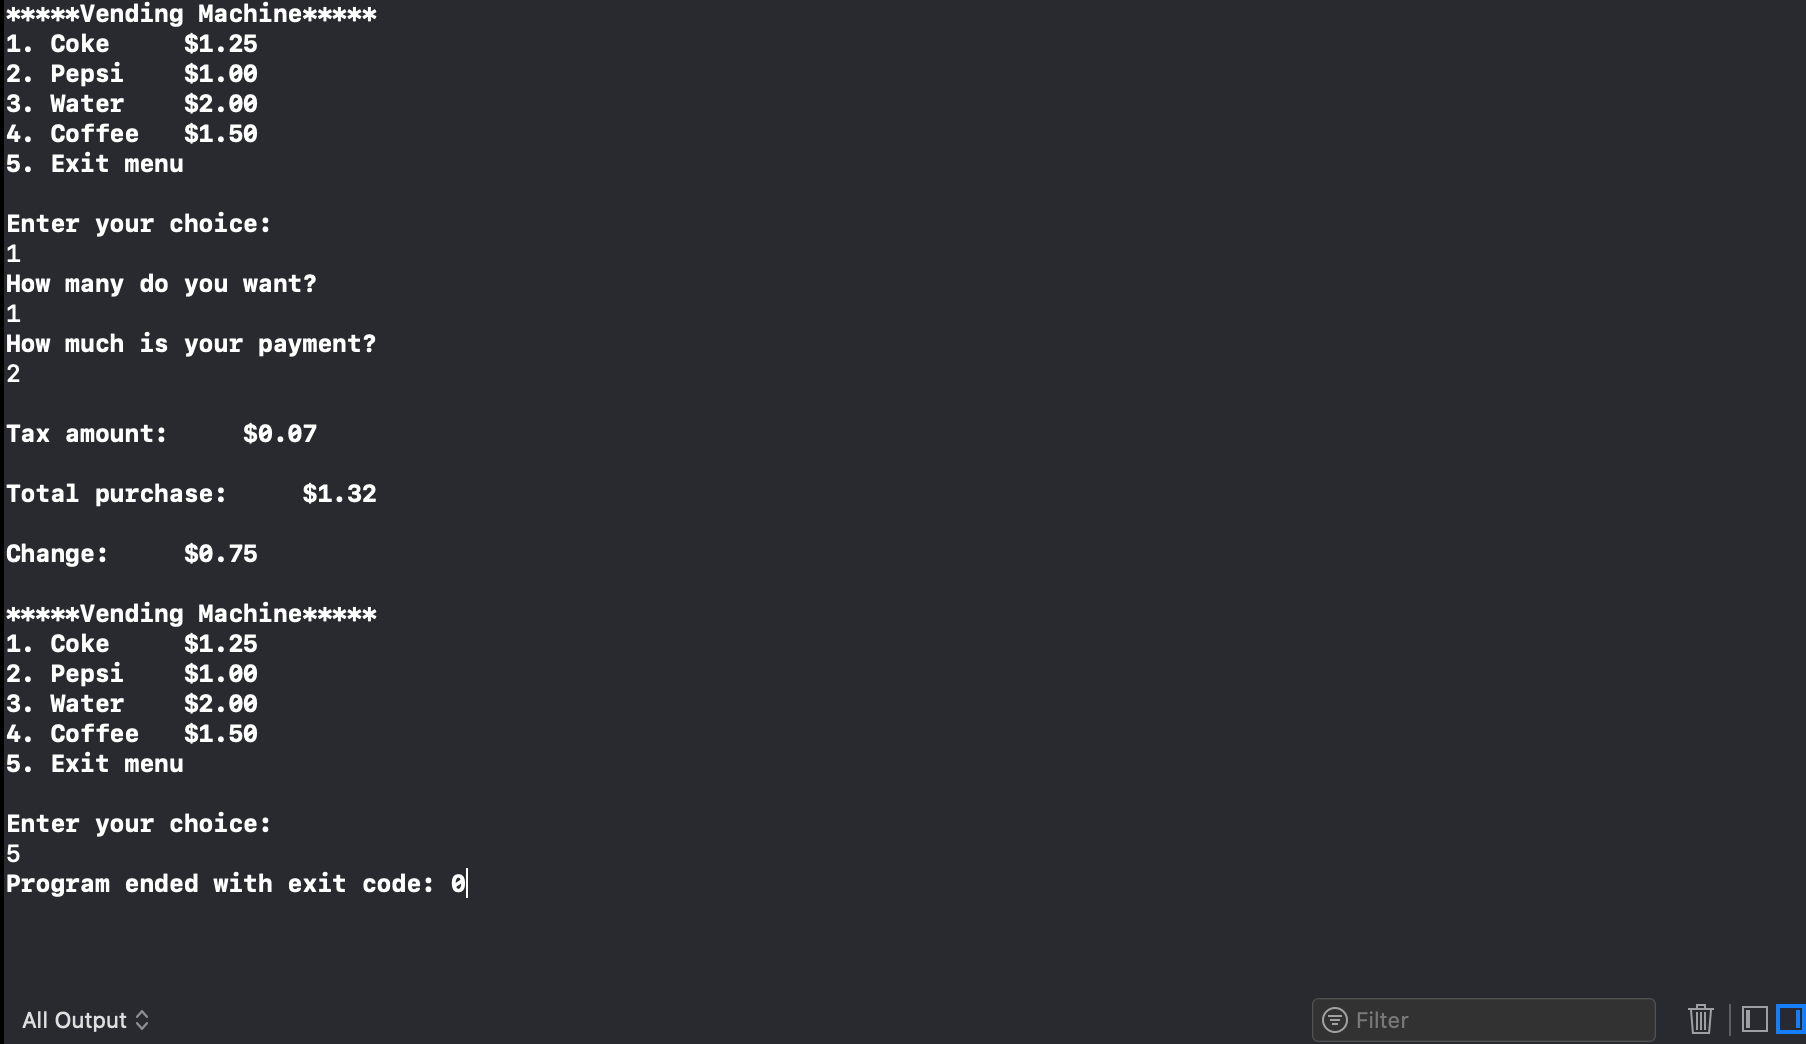 *****Vending Machine*****
1. Coke     $1.25
2. Pepsi    $1.00
3. Water    $2.00
4. Coffee   $1.50
5. Exit menu
Enter your choice:
1
How many do you want?
1
How much is your payment?
2
Tax amount:     $0.07
Total purchase:     $1.32
Change:     $0.75
*****Vending Machine*****
1. Coke     $1.25
2. Pepsi    $1.00
3. Water    $2.00
4. Coffee   $1.50
5. Exit menu
Enter your choice:
5
Program ended with exit code: 0
All Output
Filter